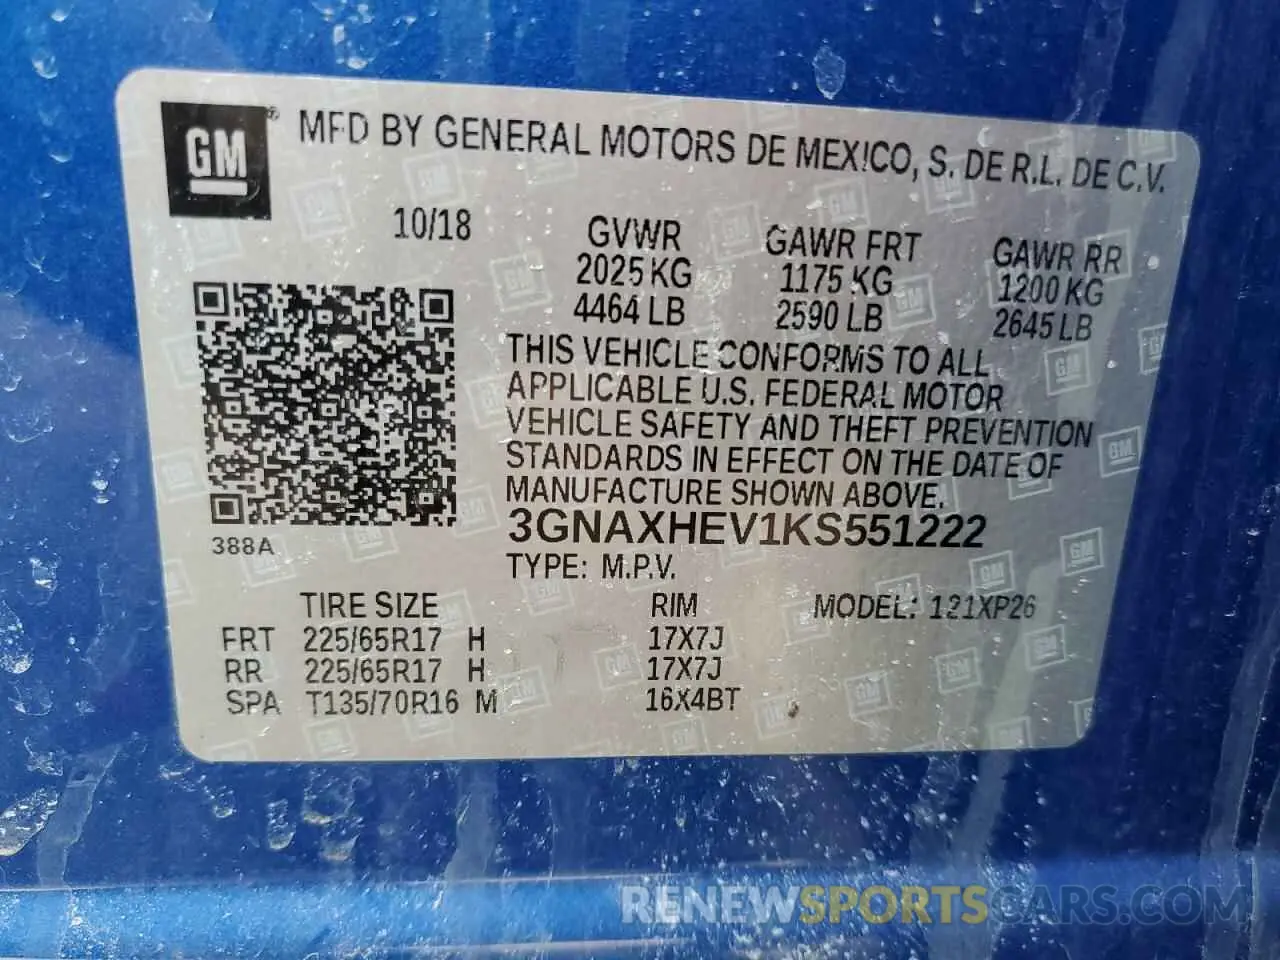 GM® MFD BY GENERAL MOTORS DE MEXICO, S. DE R.L. DE C.V.
10/18 GVWR GAWR FRT GAWR RR
2025 KG 1175 KG 1200 KG
4464 LB 2590 LB 2645 LB
THIS VEHICLE CONFORMS TO ALL
APPLICABLE U.S. FEDERAL MOTOR
VEHICLE SAFETY AND THEFT PREVENTION
STANDARDS IN EFFECT ON THE DATE OF
MANUFACTURE SHOWN ABOVE.
3GNAXHEV1KS551222
388A TYPE: M.P.V.
TIRE SIZE RIM MODEL: 121XP26
FRT 225/65R17 H 17X7J
RR 225/65R17 H 17X7J
SPA T135/70R16 M 16X4BT
RENEWSPORTSCARS.COM